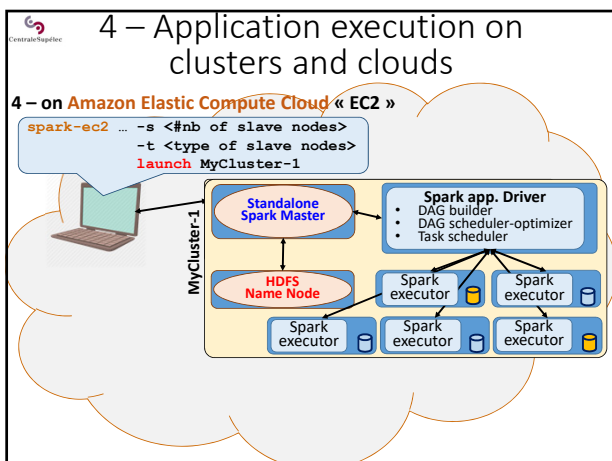 CentraleSupélec
4 – Application execution on
clusters and clouds
4 – on Amazon Elastic Compute Cloud « EC2 »
spark-ec2 … -s <#nb of slave nodes>
-t <type of slave nodes>
launch MyCluster-1
MyCluster-1
Standalone
Spark Master
Spark app. Driver
• DAG builder
• DAG scheduler-optimizer
• Task scheduler
HDFS
Name Node
Spark
executor
Spark
executor
Spark
executor
Spark
executor
Spark
executor